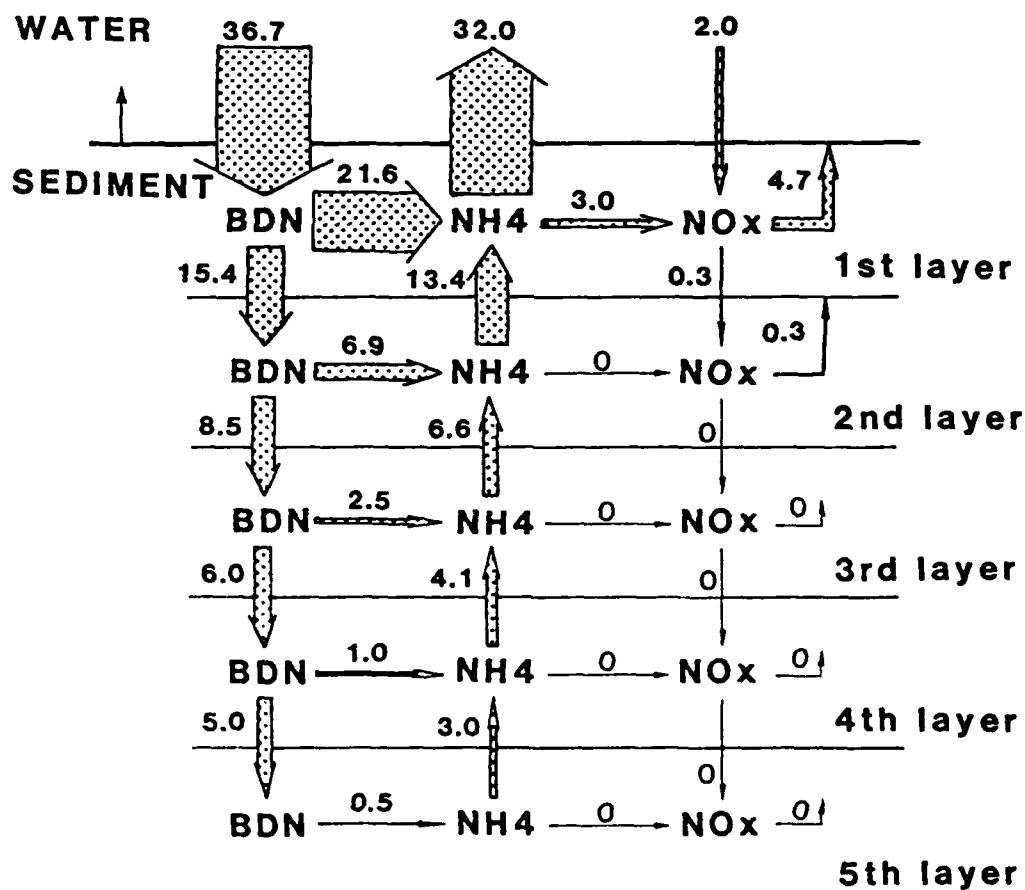 WATER 36.7 32.0 2.0
SEDIMENT 21.6 3.0 4.7
BDN NH4 NOx
15.4 13.4 0.3 1st layer
6.9 0 0.3
BDN NH4 NOx
8.5 6.6 0 2nd layer
2.5 0 0
BDN NH4 NOx
6.0 4.1 0 3rd layer
1.0 0 0
BDN NH4 NOx
5.0 3.0 4th layer
0
0.5 0 0
BDN NH4 NOx
5th layer